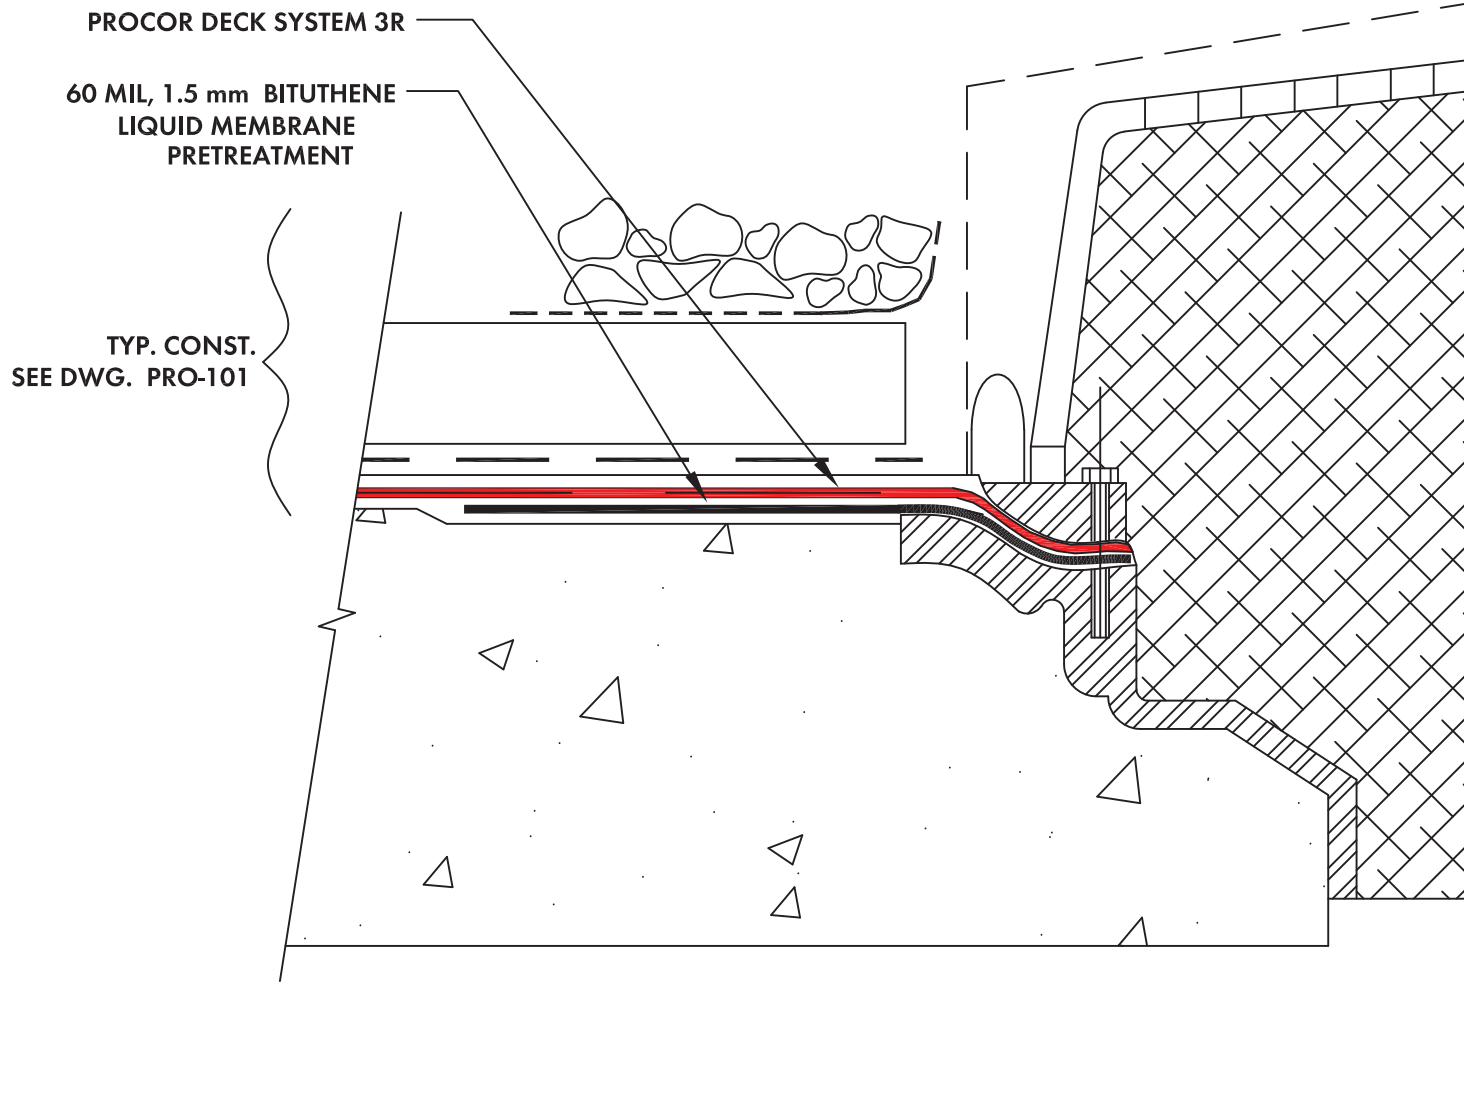 PROCOR DECK SYSTEM 3R
60 MIL, 1.5 mm BITUTHENE
LIQUID MEMBRANE
PRETREATMENT
TYP. CONST.
SEE DWG. PRO-101